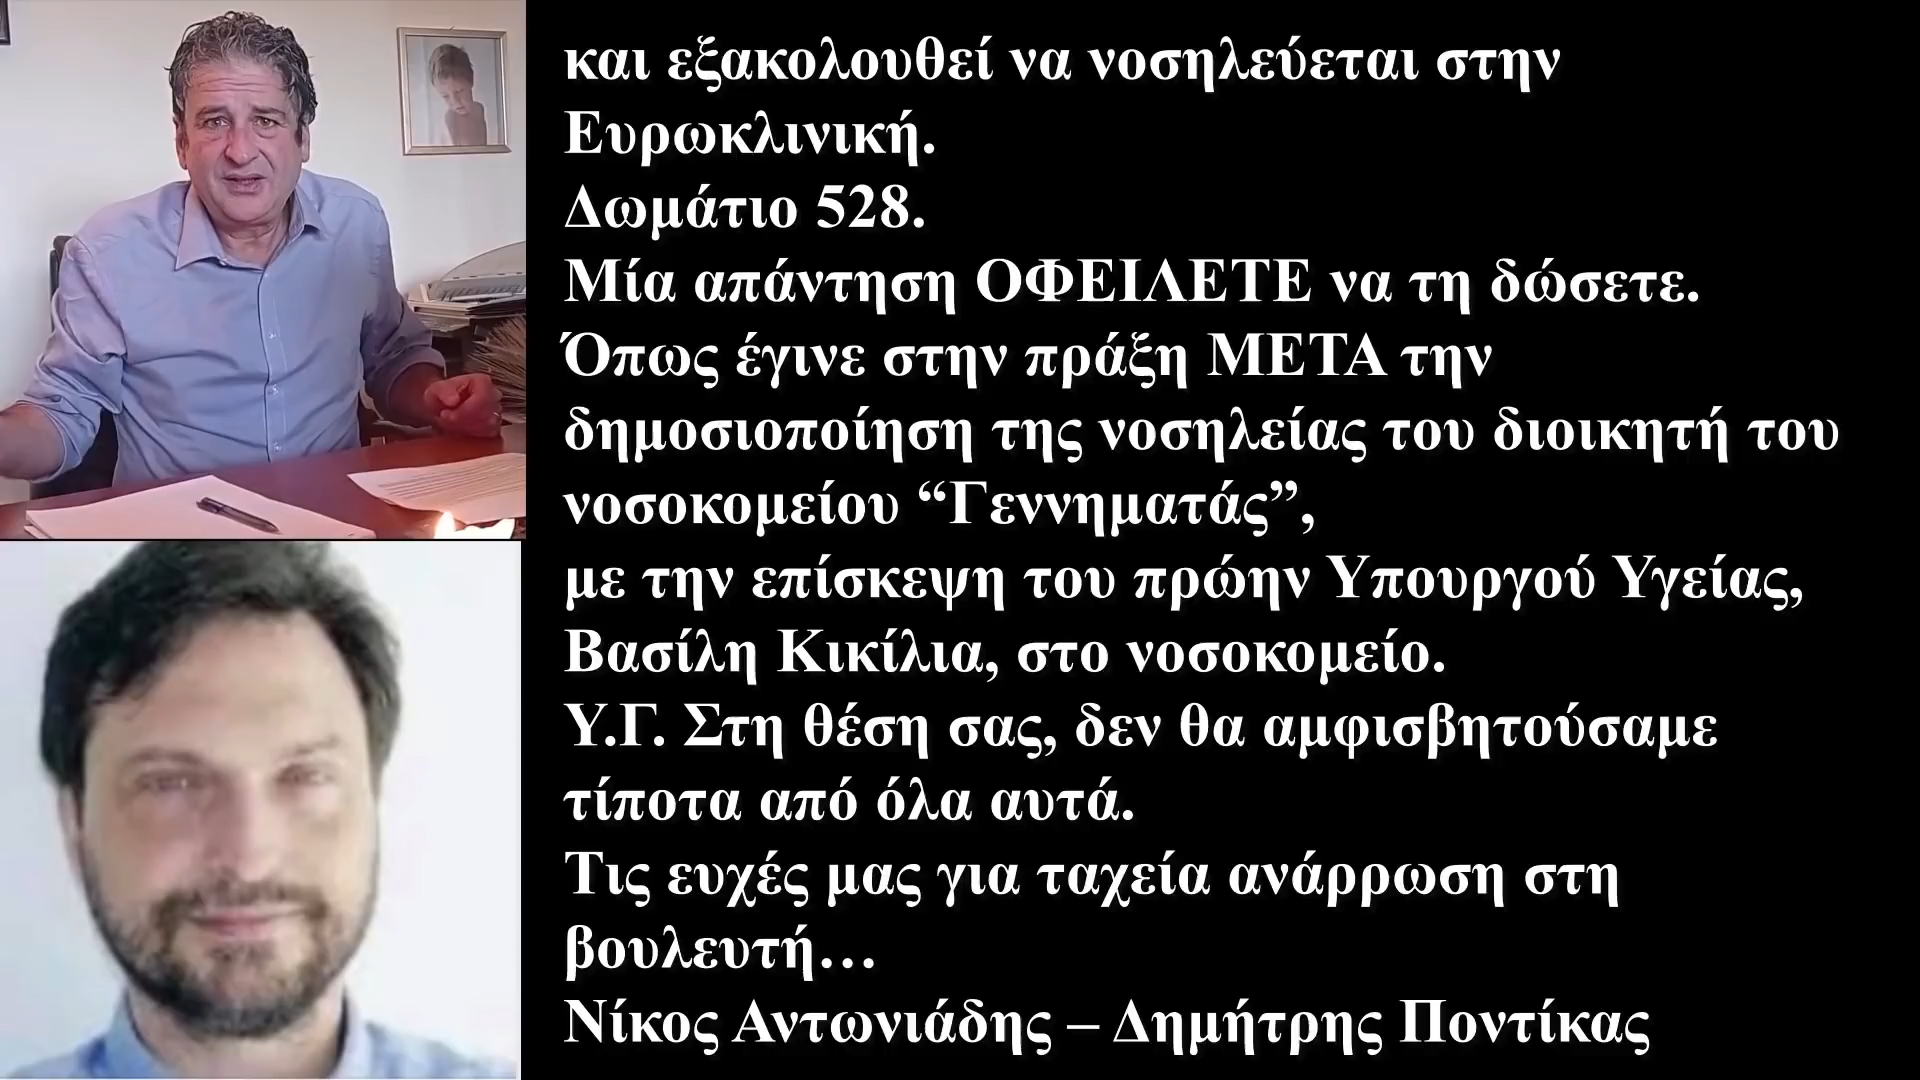 και εξακολουθεί να νοσηλεύεται στην
Ευρωκλινική.
Δωμάτιο 528.
Μία απάντηση ΟΦΕΙΛΕΤΕ να τη δώσετε.
Όπως έγινε στην πράξη ΜΕΤΑ την
δημοσιοποίηση της νοσηλείας του διοικητή του
νοσοκομείου “Γεννηματάς”,
με την επίσκεψη του πρώην Υπουργού Υγείας,
Βασίλη Κικίλια, στο νοσοκομείο.
Υ.Γ. Στη θέση σας, δεν θα αμφισβητούσαμε
τίποτα από όλα αυτά.
Τις ευχές μας για ταχεία ανάρρωση στη
βουλευτή…
Νίκος Αντωνιάδης – Δημήτρης Ποντίκας